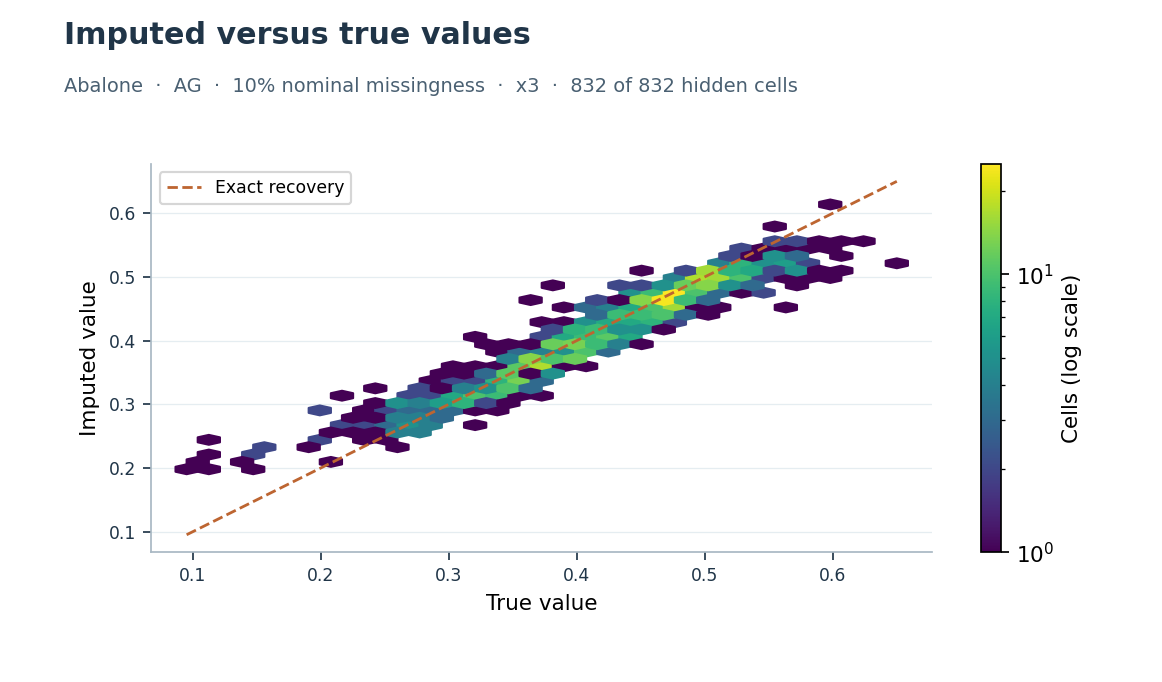 Imputed versus true values
Abalone · AG · 10% nominal missingness · x3 · 832 of 832 hidden cells
Exact recovery
Imputed value
0.6
0.5
0.4
0.3
0.2
0.1
0.1 0.2 0.3 0.4 0.5 0.6
True value
10¹
10⁰
Cells (log scale)